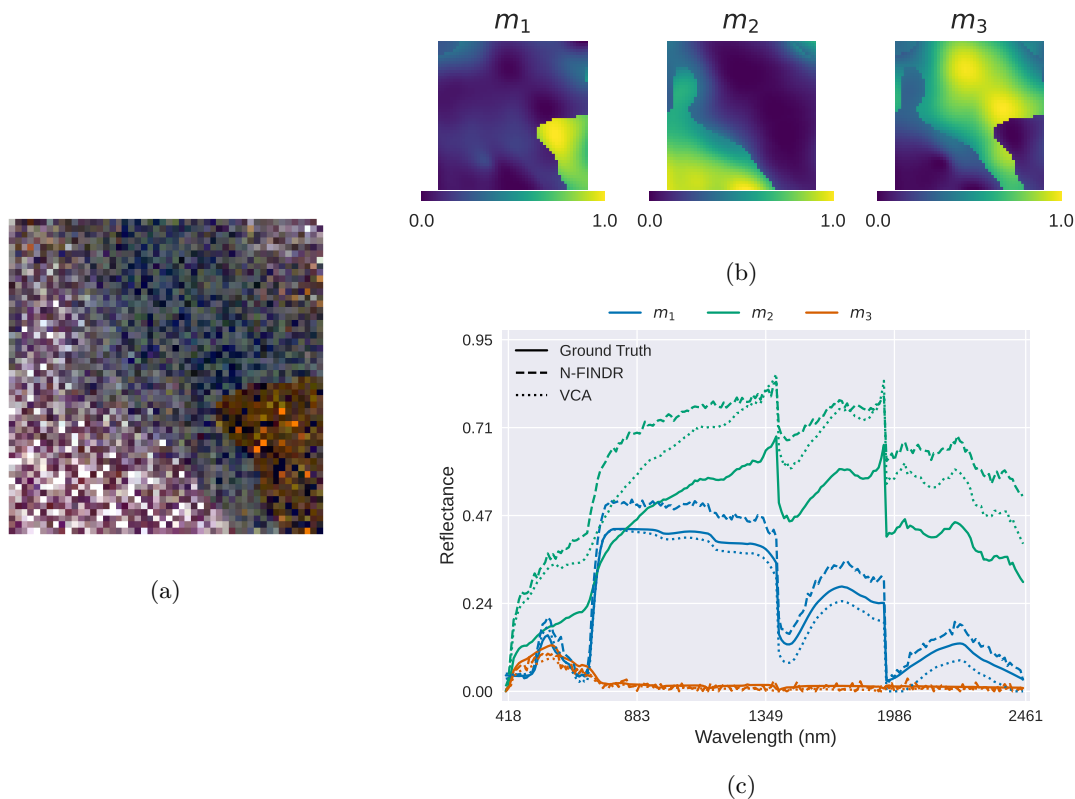 m₁ m₂ m₃
0.0 1.0 0.0 1.0 0.0 1.0
(b)
(a)
m₁ m₂ m₃
Ground Truth
N-FINDR
VCA
Reflectance
0.95
0.71
0.47
0.24
0.00
418 883 1349 1986 2461
Wavelength (nm)
(c)